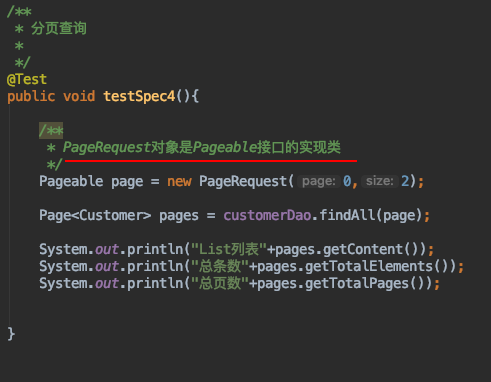 /**
 * 分页查询
 *
 */
@Test
public void testSpec4(){
/**
 * PageRequest对象是Pageable接口的实现类
 */
Pageable page = new PageRequest( page: 0, size: 2);
Page<Customer> pages = customerDao.findAll(page);
System.out.println("List列表"+pages.getContent());
System.out.println("总条数"+pages.getTotalElements());
System.out.println("总页数"+pages.getTotalPages());
}